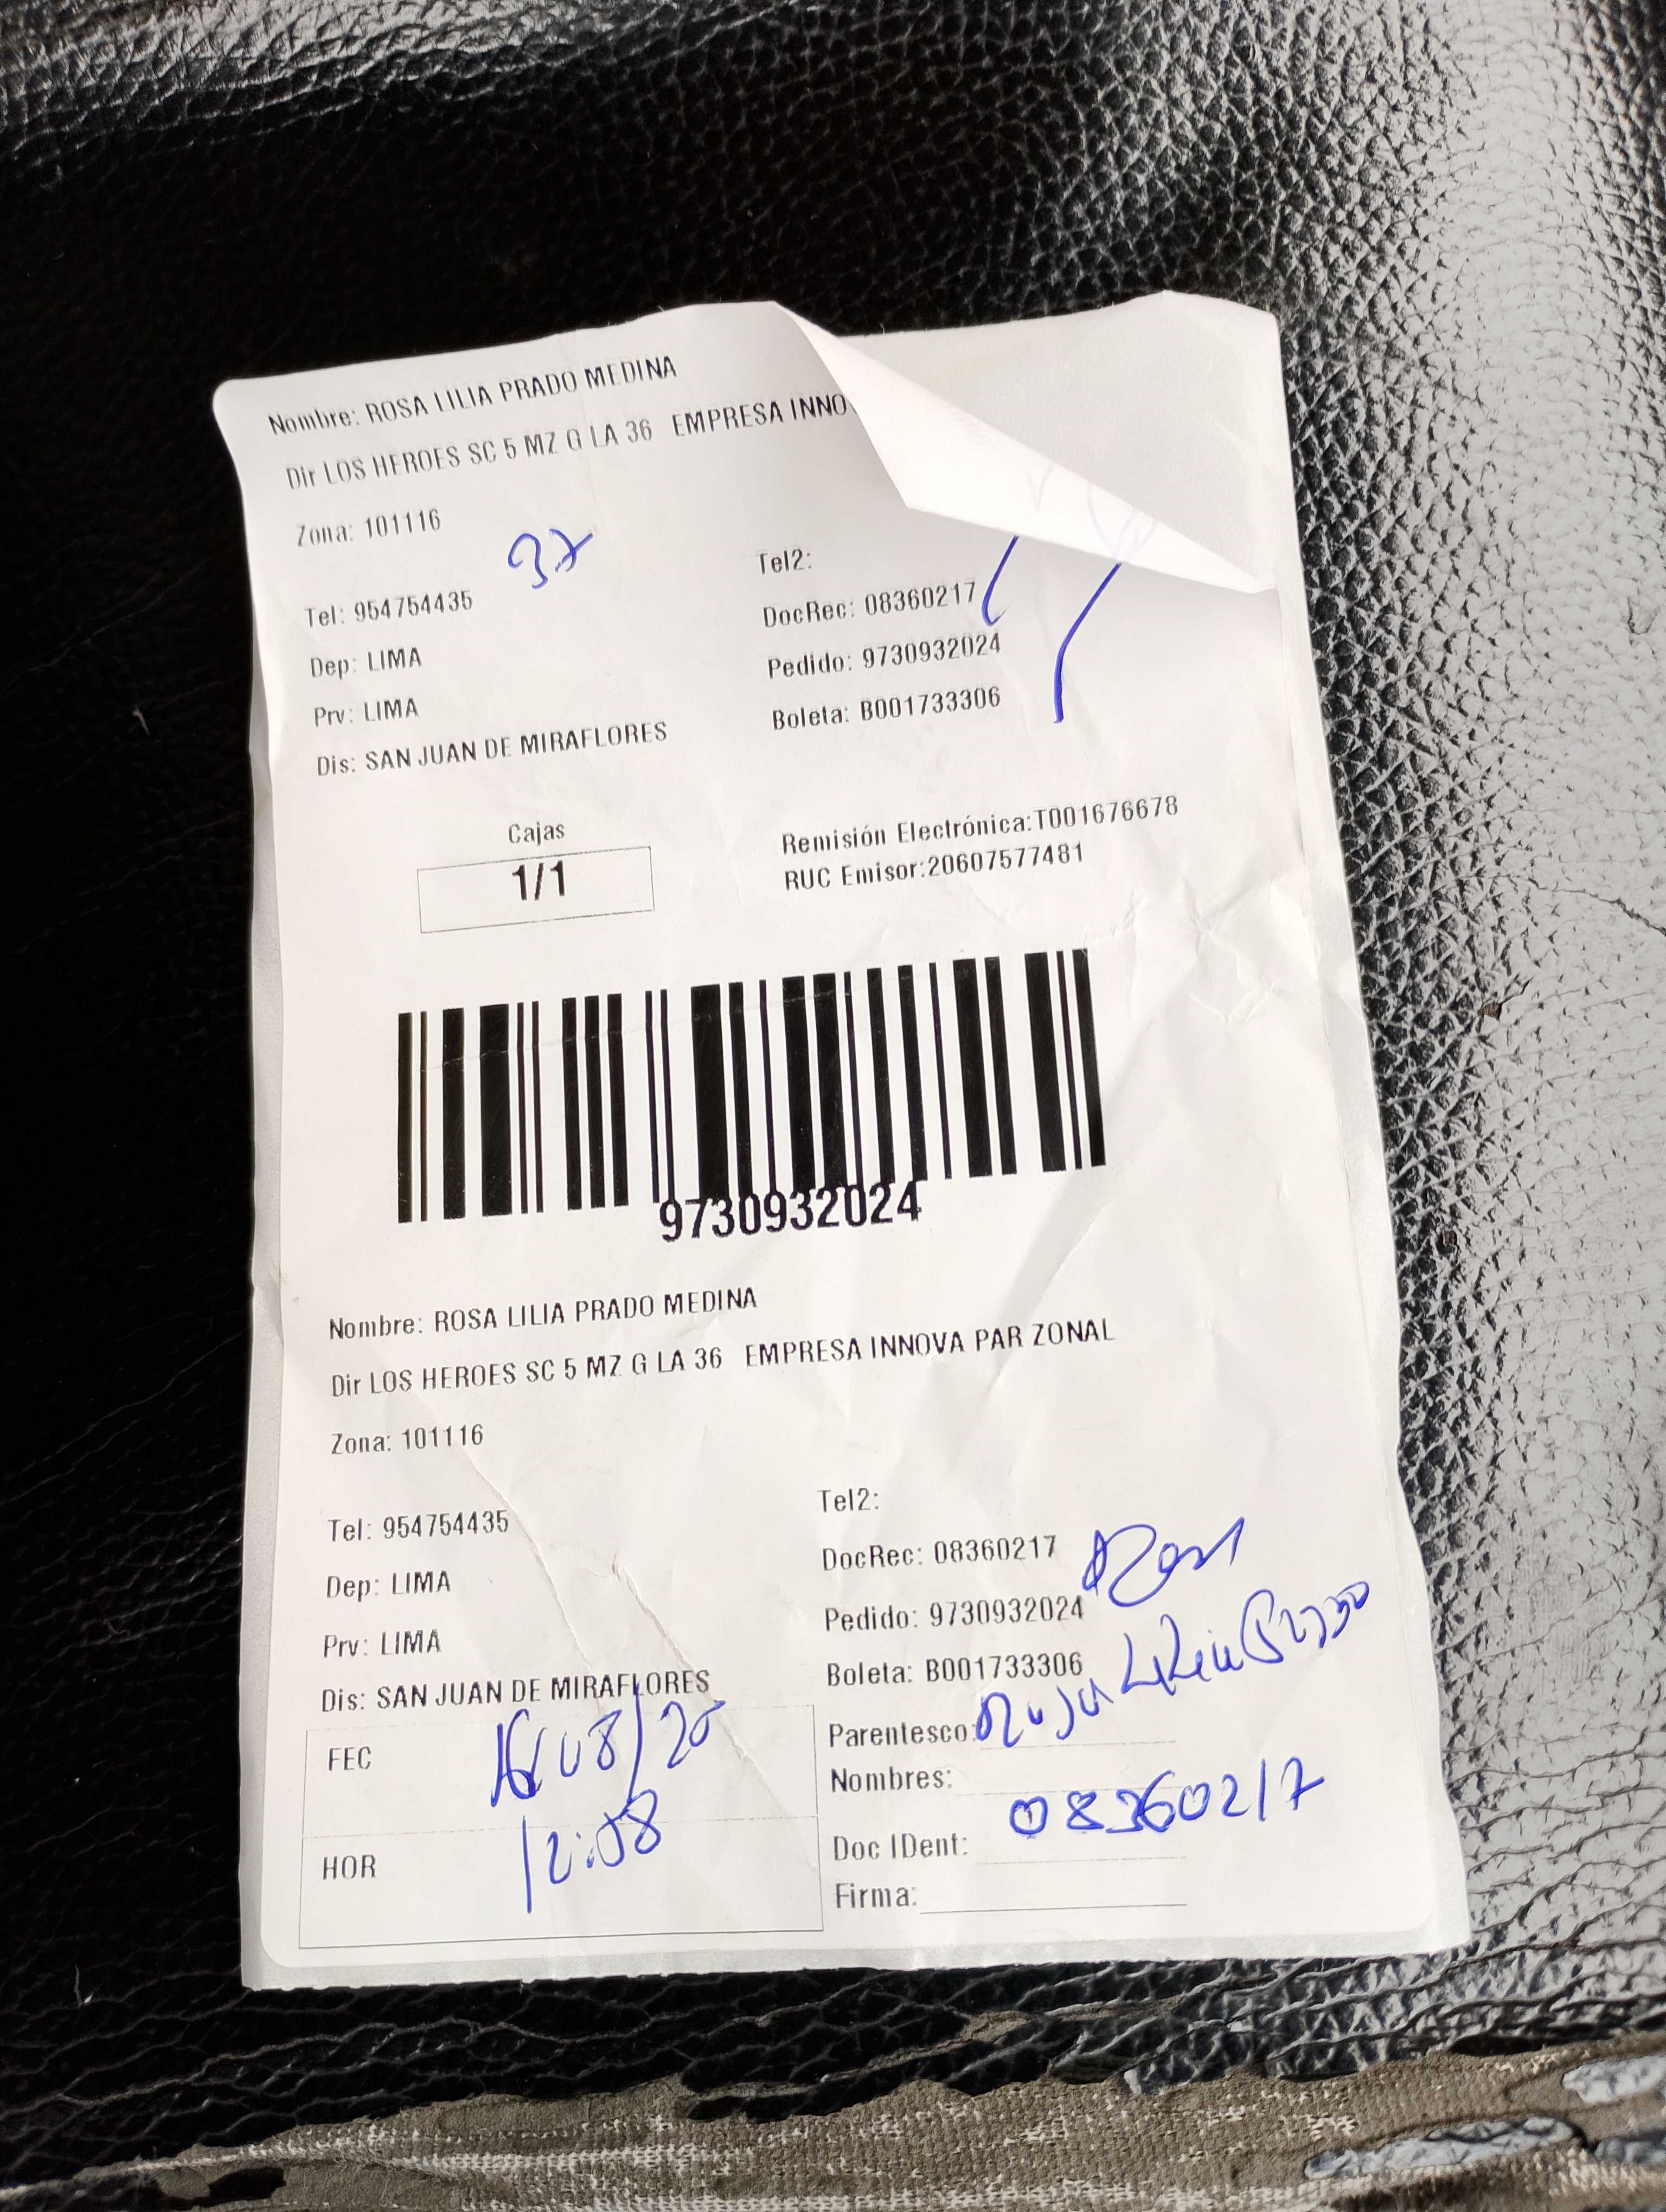 Nombre: ROSA LILIA PRADO MEDINA
Dir LOS HEROES SC 5 MZ G LA 36 EMPRESA INNO
Zona: 101116
37
Tel: 954754435 Tel2:
DocRec: 08360217
Dep: LIMA Pedido: 9730932024
Prv: LIMA Boleta: B001733306
Dis: SAN JUAN DE MIRAFLORES
Cajas Remisión Electrónica:T001676678
1/1 RUC Emisor:20607577481
9730932024
Nombre: ROSA LILIA PRADO MEDINA
Dir LOS HEROES SC 5 MZ G LA 36 EMPRESA INNOVA PAR ZONAL
Zona: 101116
Tel: 954754435 Tel2:
DocRec: 08360217
Dep: LIMA Pedido: 9730932024
Prv: LIMA Boleta: B001733306
Dis: SAN JUAN DE MIRAFLORES
FEC Parentesco:
Nombres:
08360217
HOR 12:08 Doc IDent:
Firma: